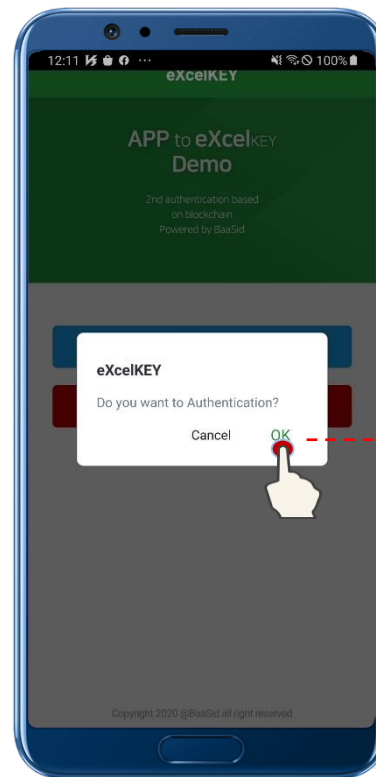 12:11 ... 100%
eXcelKEY
APP to eXcelKEY
Demo
2nd authentication based
on blockchain
Powered by BaaSid
eXcelKEY
Do you want to Authentication?
Cancel OK
Copyright 2020 @BaaSid all right reserved